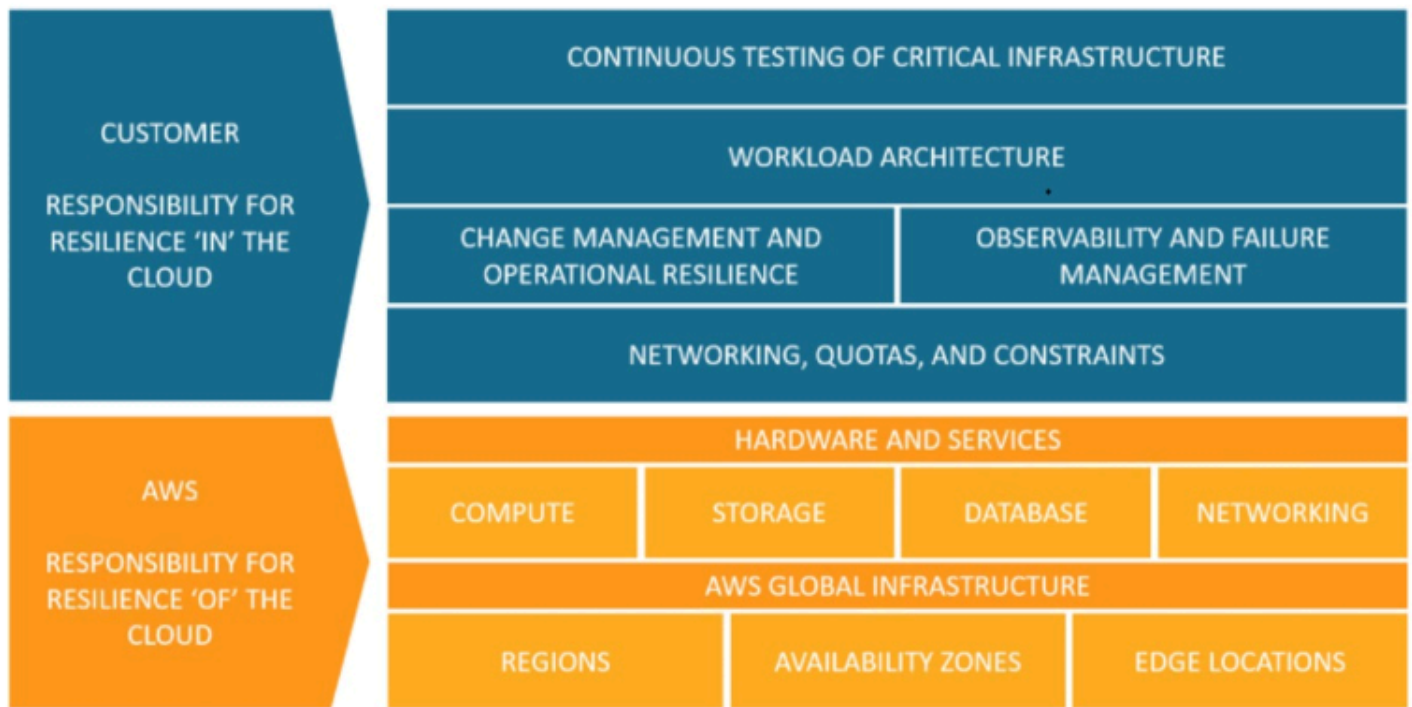 CUSTOMER
RESPONSIBILITY FOR
RESILIENCE ‘IN’ THE
CLOUD
CONTINUOUS TESTING OF CRITICAL INFRASTRUCTURE
WORKLOAD ARCHITECTURE
CHANGE MANAGEMENT AND
OPERATIONAL RESILIENCE
OBSERVABILITY AND FAILURE
MANAGEMENT
NETWORKING, QUOTAS, AND CONSTRAINTS
AWS
RESPONSIBILITY FOR
RESILIENCE ‘OF’ THE
CLOUD
HARDWARE AND SERVICES
COMPUTE
STORAGE
DATABASE
NETWORKING
AWS GLOBAL INFRASTRUCTURE
REGIONS
AVAILABILITY ZONES
EDGE LOCATIONS